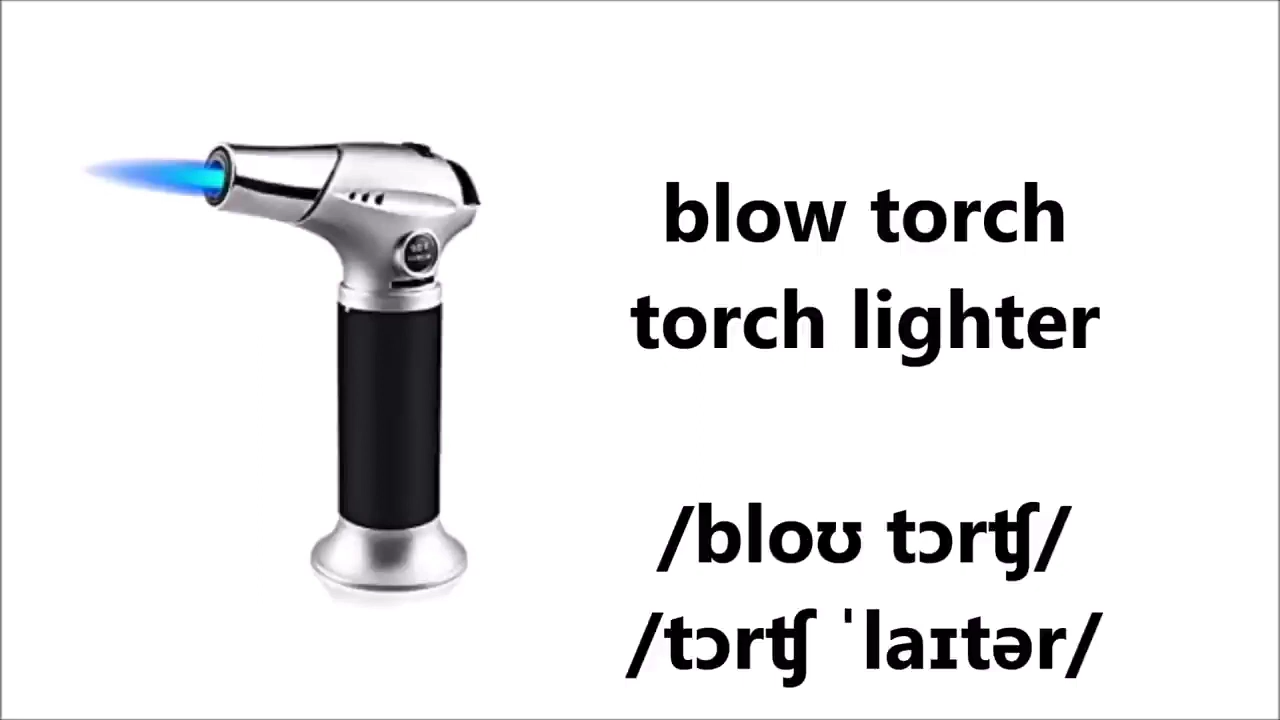 blow torch
torch lighter
/bloʊ tɔrʧ/
/tɔrʧ ˈlaɪtər/